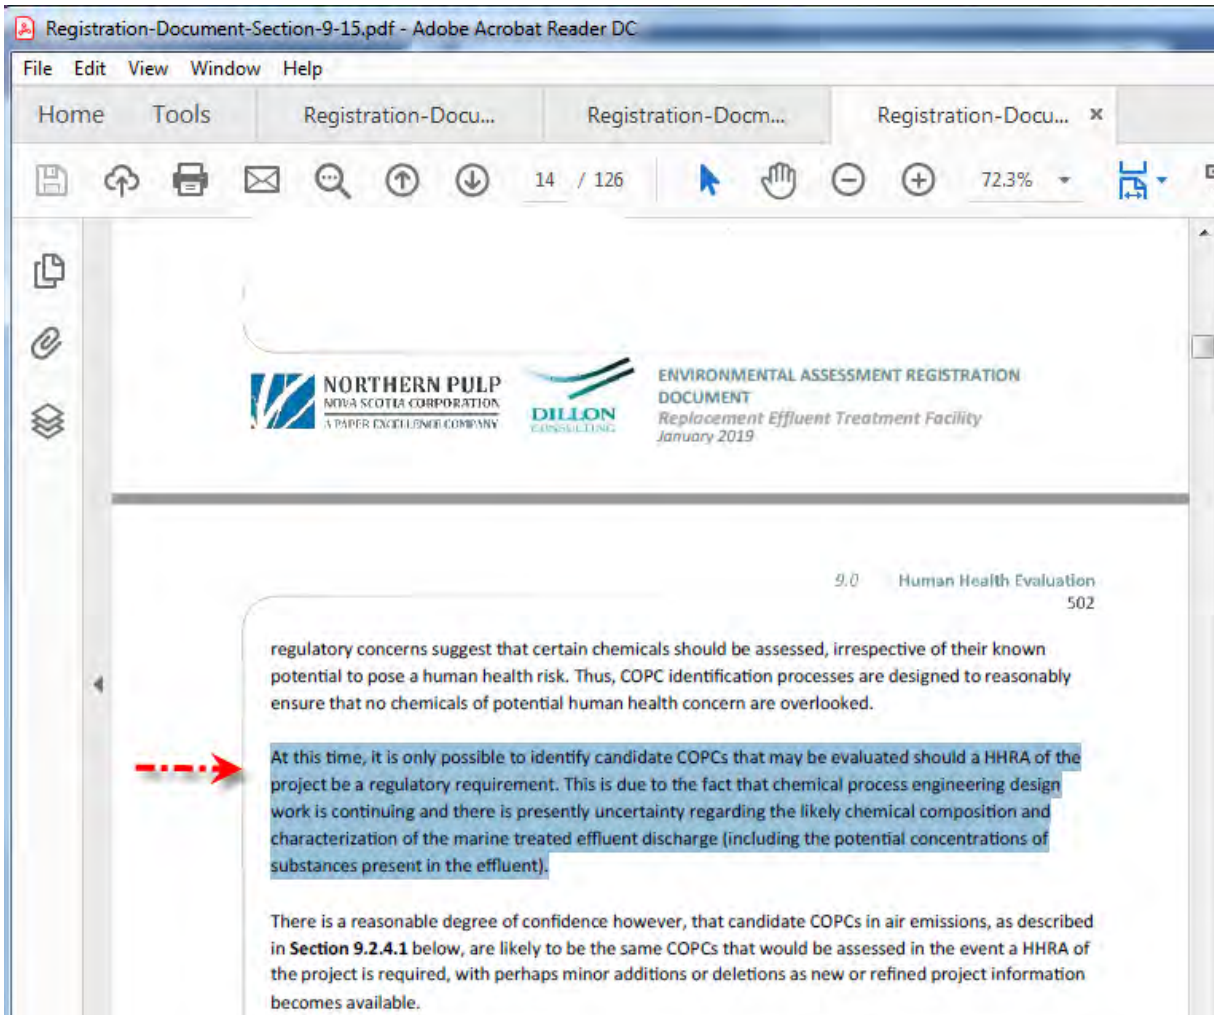 Registration-Document-Section-9-15.pdf - Adobe Acrobat Reader DC
File Edit View Window Help
Home Tools Registration-Docu... Registration-Docm... Registration-Docu... ×
14 / 126 72.3%
NORTHERN PULP
NOVA SCOTIA CORPORATION
A PAPER EXCELLENCE COMPANY
DILLON
CONSULTING
ENVIRONMENTAL ASSESSMENT REGISTRATION
DOCUMENT
Replacement Effluent Treatment Facility
January 2019
9.0 Human Health Evaluation
502
regulatory concerns suggest that certain chemicals should be assessed, irrespective of their known
potential to pose a human health risk. Thus, COPC identification processes are designed to reasonably
ensure that no chemicals of potential human health concern are overlooked.
At this time, it is only possible to identify candidate COPCs that may be evaluated should a HHRA of the
project be a regulatory requirement. This is due to the fact that chemical process engineering design
work is continuing and there is presently uncertainty regarding the likely chemical composition and
characterization of the marine treated effluent discharge (including the potential concentrations of
substances present in the effluent).
There is a reasonable degree of confidence however, that candidate COPCs in air emissions, as described
in Section 9.2.4.1 below, are likely to be the same COPCs that would be assessed in the event a HHRA of
the project is required, with perhaps minor additions or deletions as new or refined project information
becomes available.